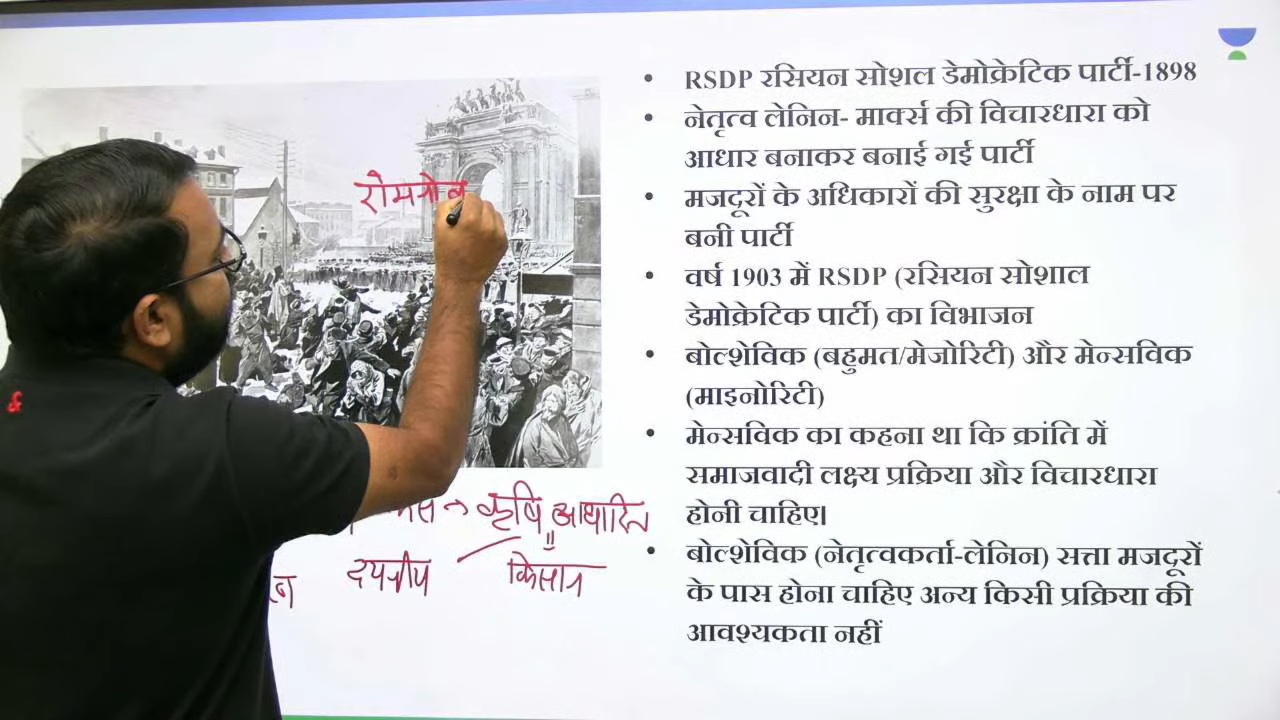 • RSDP रसियन सोशल डेमोक्रेटिक पार्टी-1898
• नेतृत्व लेनिन- मार्क्स की विचारधारा को
आधार बनाकर बनाई गई पार्टी
• मजदूरों के अधिकारों की सुरक्षा के नाम पर
बनी पार्टी
• वर्ष 1903 में RSDP (रसियन सोशाल
डेमोक्रेटिक पार्टी) का विभाजन
• बोल्शेविक (बहुमत/मेजोरिटी) और मेन्सविक
(माइनोरिटी)
• मेन्सविक का कहना था कि क्रांति में
समाजवादी लक्ष्य प्रक्रिया और विचारधारा
होनी चाहिए।
• बोल्शेविक (नेतृत्वकर्ता-लेनिन) सत्ता मजदूरों
के पास होना चाहिए अन्य किसी प्रक्रिया की
आवश्यकता नहीं
कृषि आधारित
दयनीय किसान
&